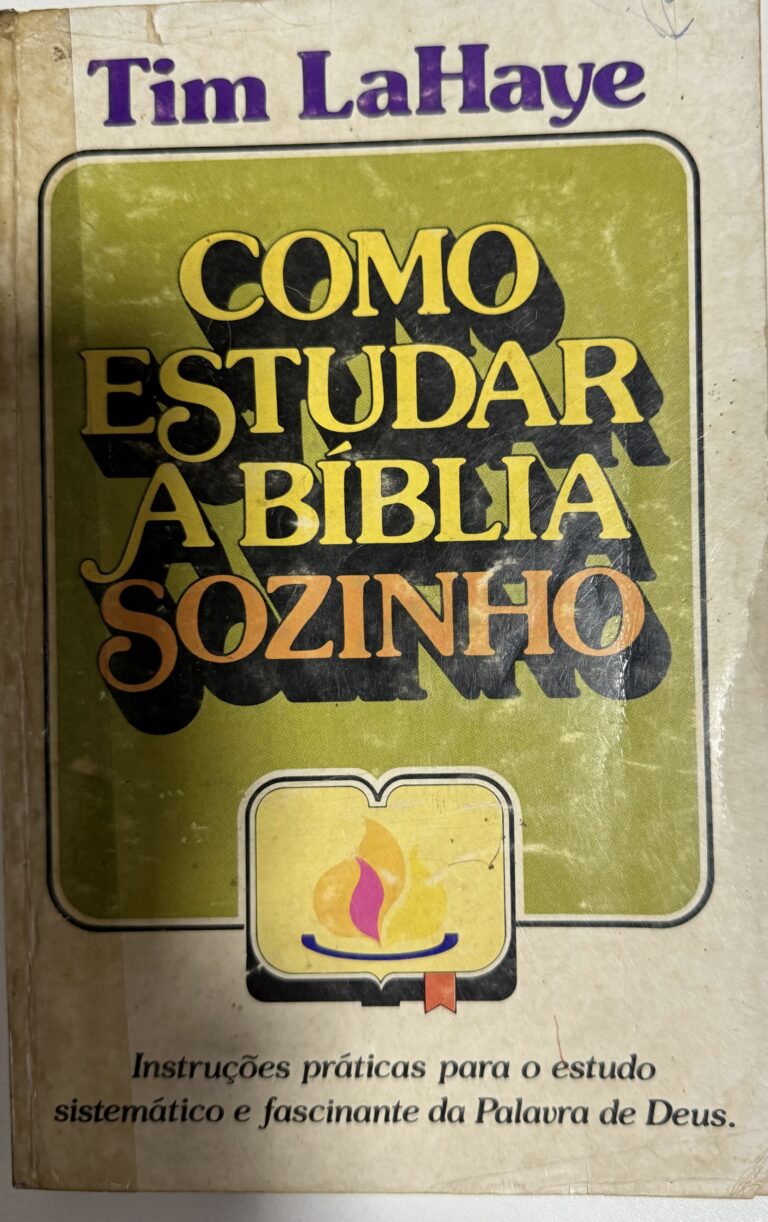 Tim LaHaye
COMO
ESTUDAR
A BÍBLIA
SOZINHO
Instruções práticas para o estudo
sistemático e fascinante da Palavra de Deus.